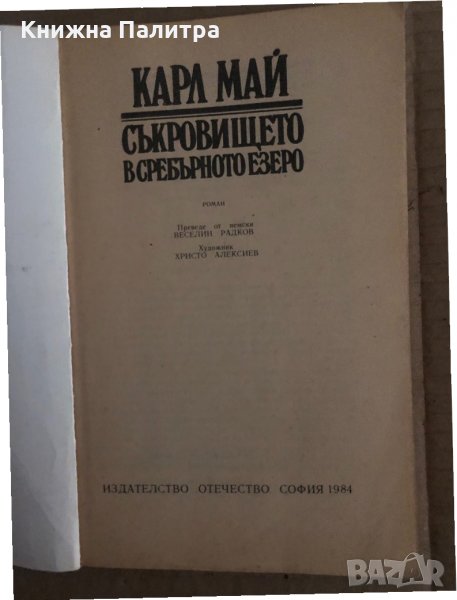 Книжна Палитра
КАРЛ МАЙ
СЪКРОВИЩЕТО
В СРЕБЪРНОТО ЕЗЕРО
РОМАН
Преведе от немски
ВЕСЕЛИН РАДКОВ
Художник
ХРИСТО АЛЕКСИЕВ
ИЗДАТЕЛСТВО ОТЕЧЕСТВО СОФИЯ 1984
BAZAR